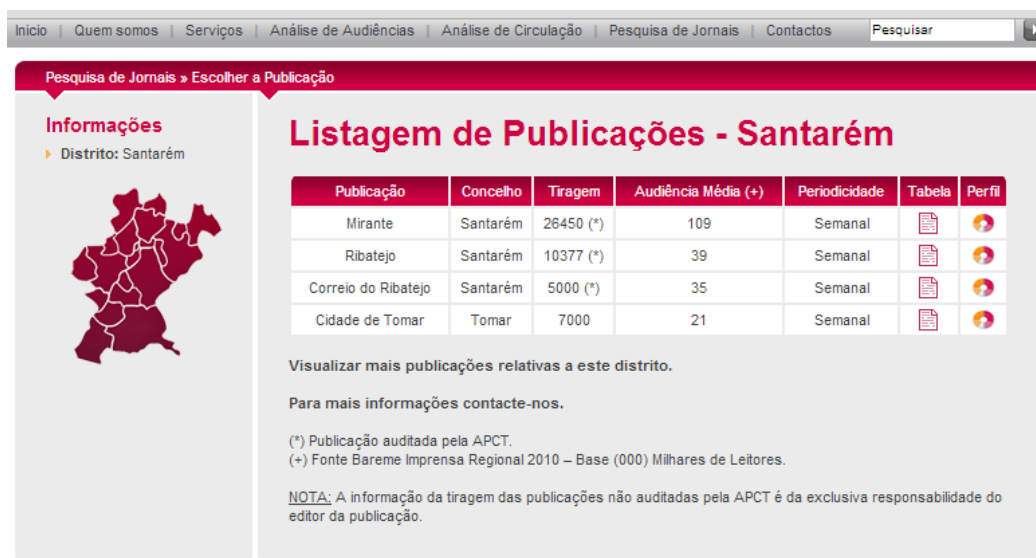 Inicio | Quem somos | Serviços | Análise de Audiências | Análise de Circulação | Pesquisa de Jornais | Contactos Pesquisar
Pesquisa de Jornais » Escolher a Publicação
Informações
Distrito: Santarém
Listagem de Publicações - Santarém
Publicação Concelho Tiragem Audiência Média (+) Periodicidade Tabela Perfil
Mirante Santarém 26450 (*) 109 Semanal
Ribatejo Santarém 10377 (*) 39 Semanal
Correio do Ribatejo Santarém 5000 (*) 35 Semanal
Cidade de Tomar Tomar 7000 21 Semanal
Visualizar mais publicações relativas a este distrito.
Para mais informações contacte-nos.
(*) Publicação auditada pela APCT.
(+) Fonte Bareme Imprensa Regional 2010 – Base (000) Milhares de Leitores.
NOTA: A informação da tiragem das publicações não auditadas pela APCT é da exclusiva responsabilidade do
editor da publicação.